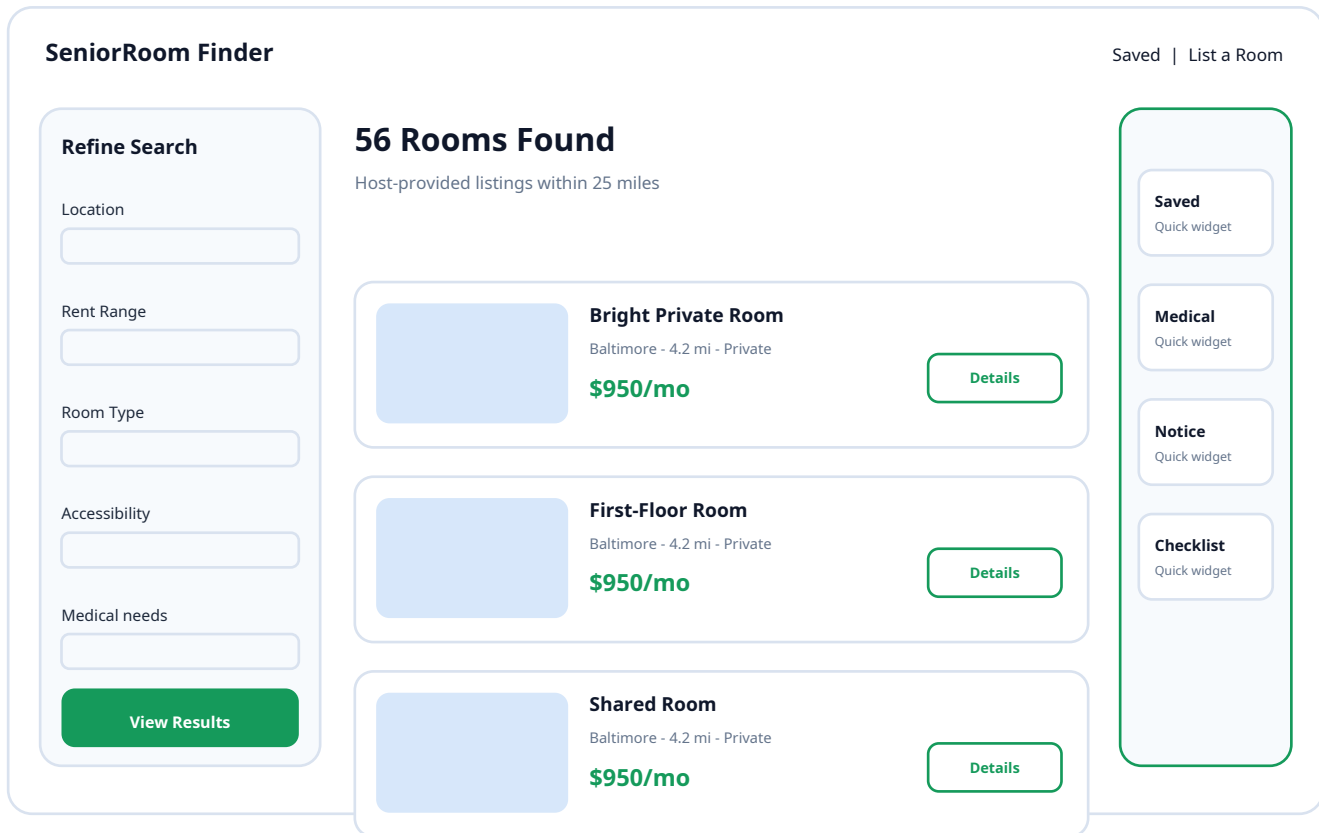 SeniorRoom Finder
Saved | List a Room
Refine Search
Location
Rent Range
Room Type
Accessibility
Medical needs
View Results
56 Rooms Found
Host-provided listings within 25 miles
Bright Private Room
Baltimore - 4.2 mi - Private
$950/mo
Details
First-Floor Room
Baltimore - 4.2 mi - Private
$950/mo
Details
Shared Room
Baltimore - 4.2 mi - Private
$950/mo
Details
Saved
Quick widget
Medical
Quick widget
Notice
Quick widget
Checklist
Quick widget